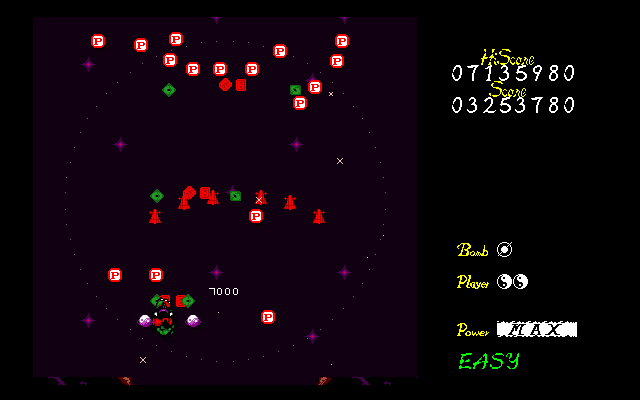 HiScore
07135980
Score
03253780
P P P P P P P P P P P P
P
P P
7000
P
Bomb
Player
Power MAX
EASY